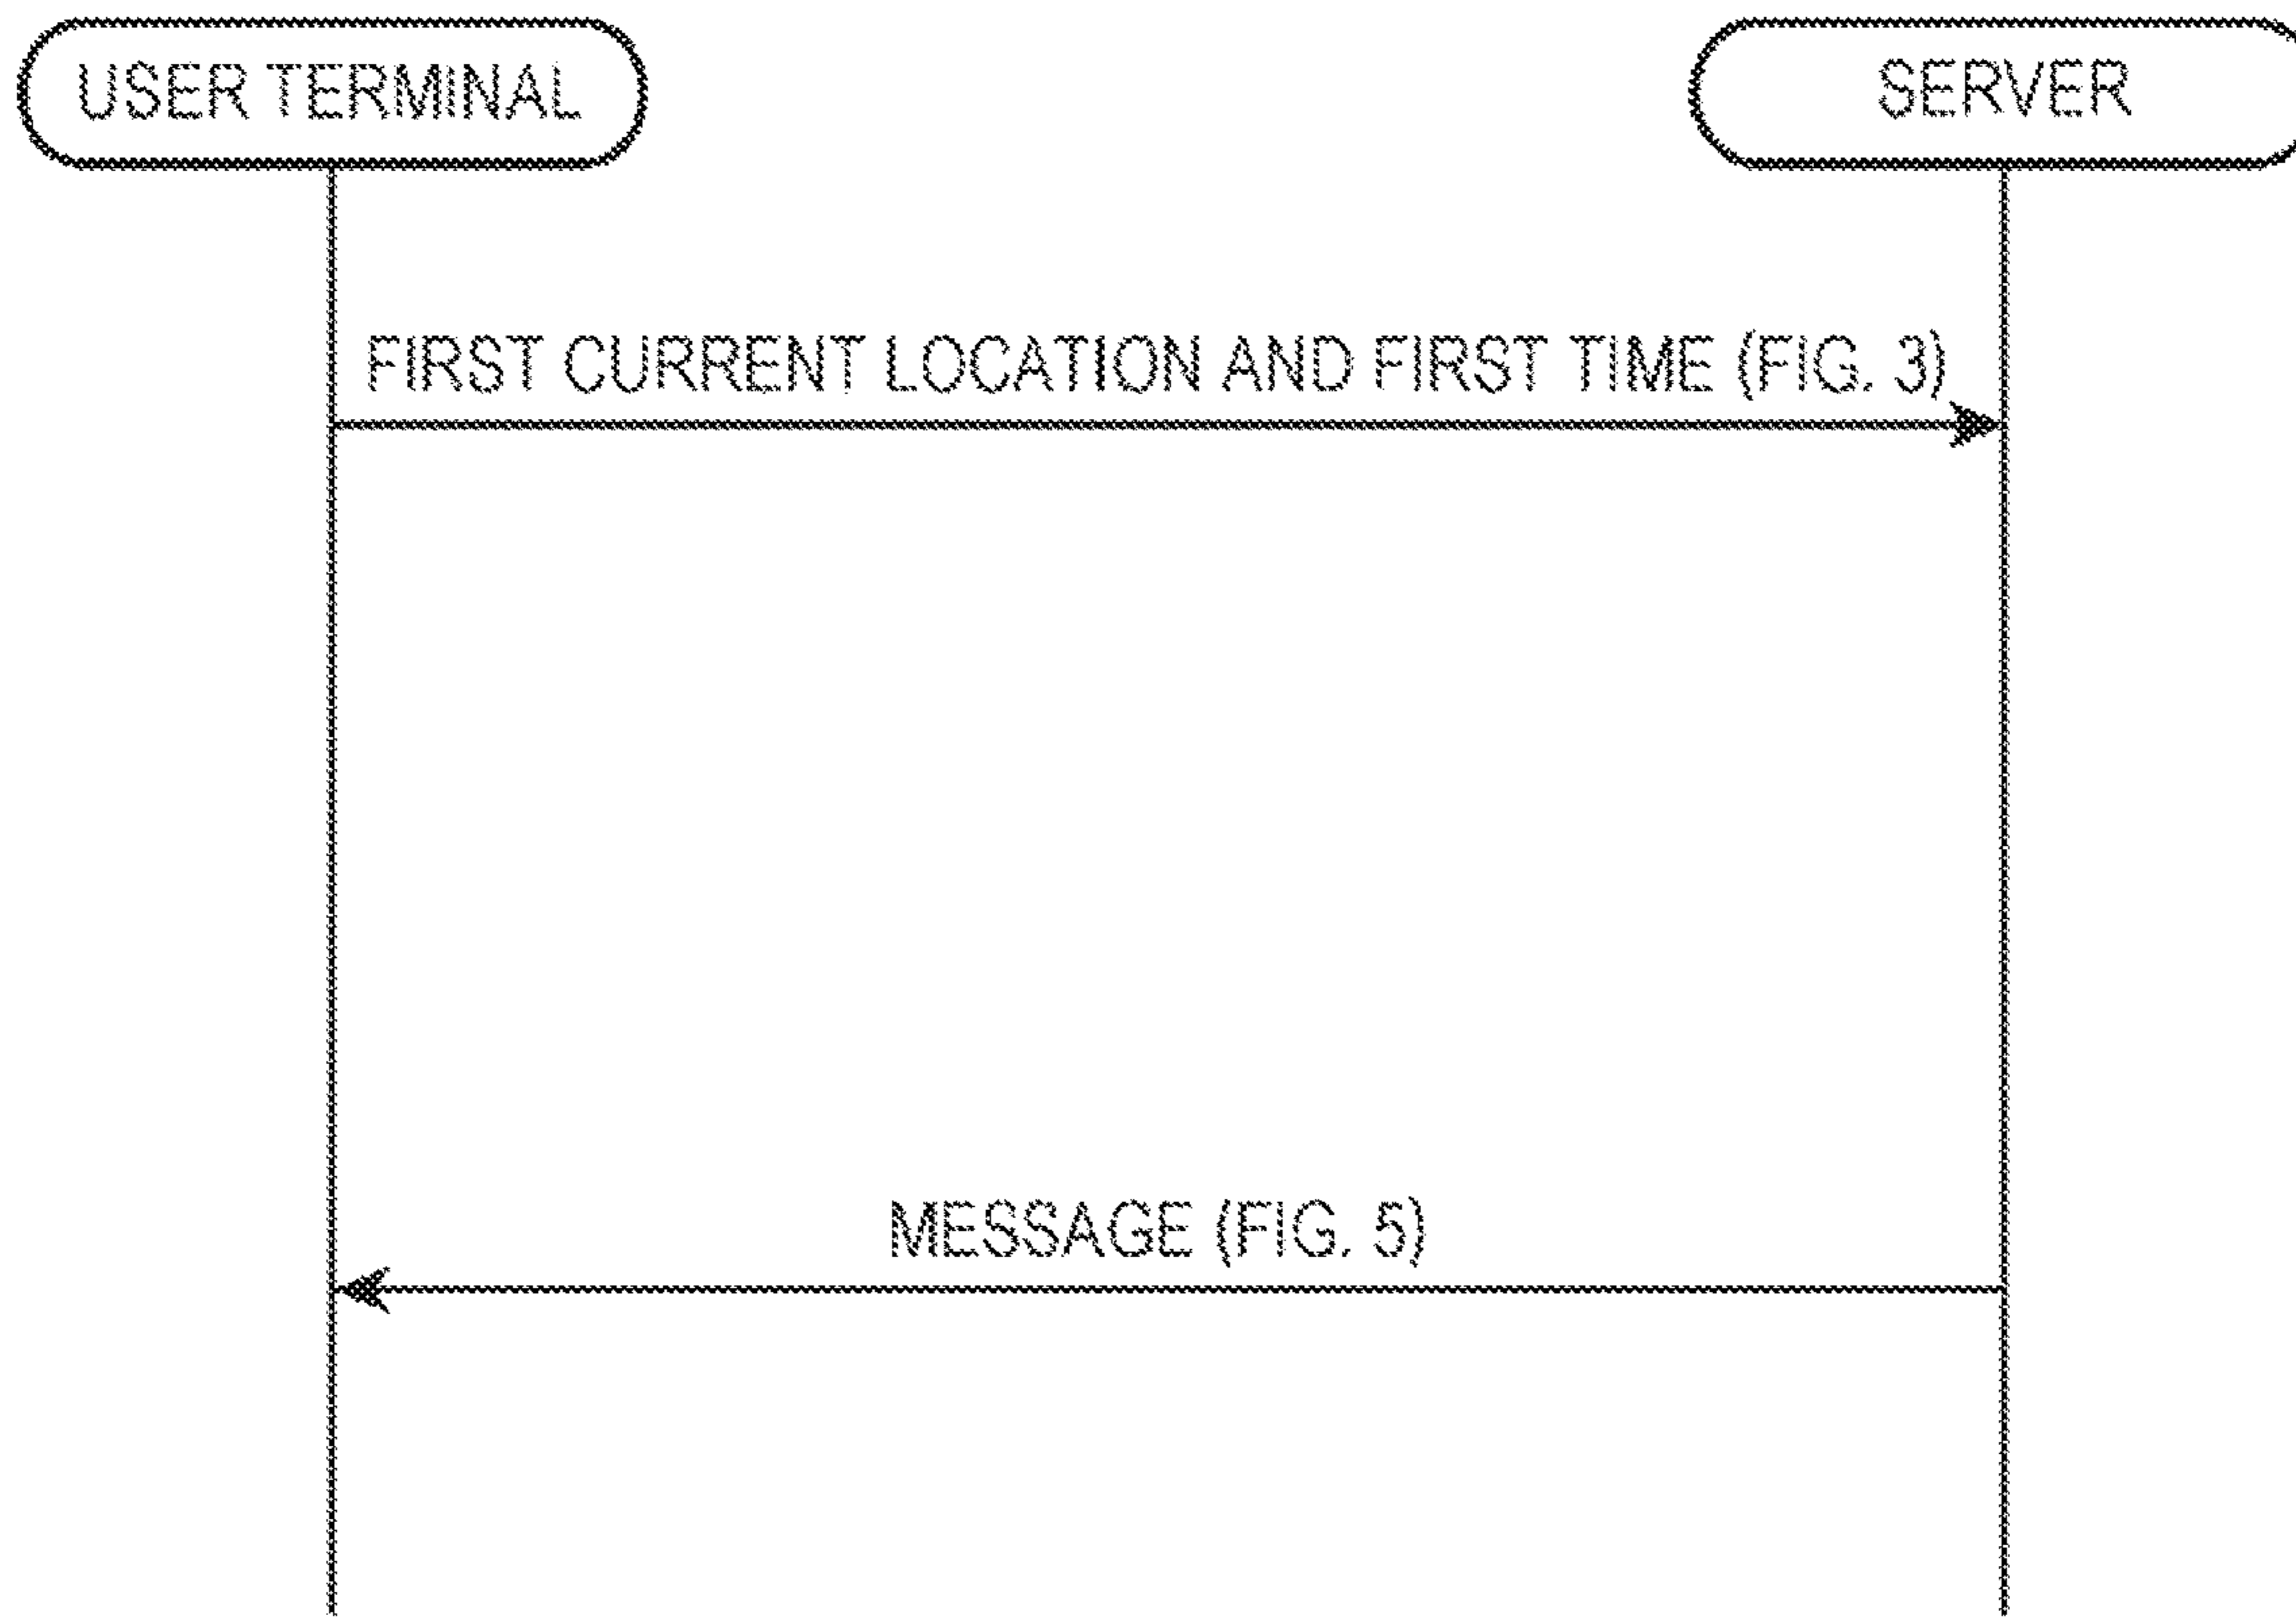 USER TERMINAL
SERVER
FIRST CURRENT LOCATION AND FIRST TIME (FIG. 3)
MESSAGE (FIG. 5)